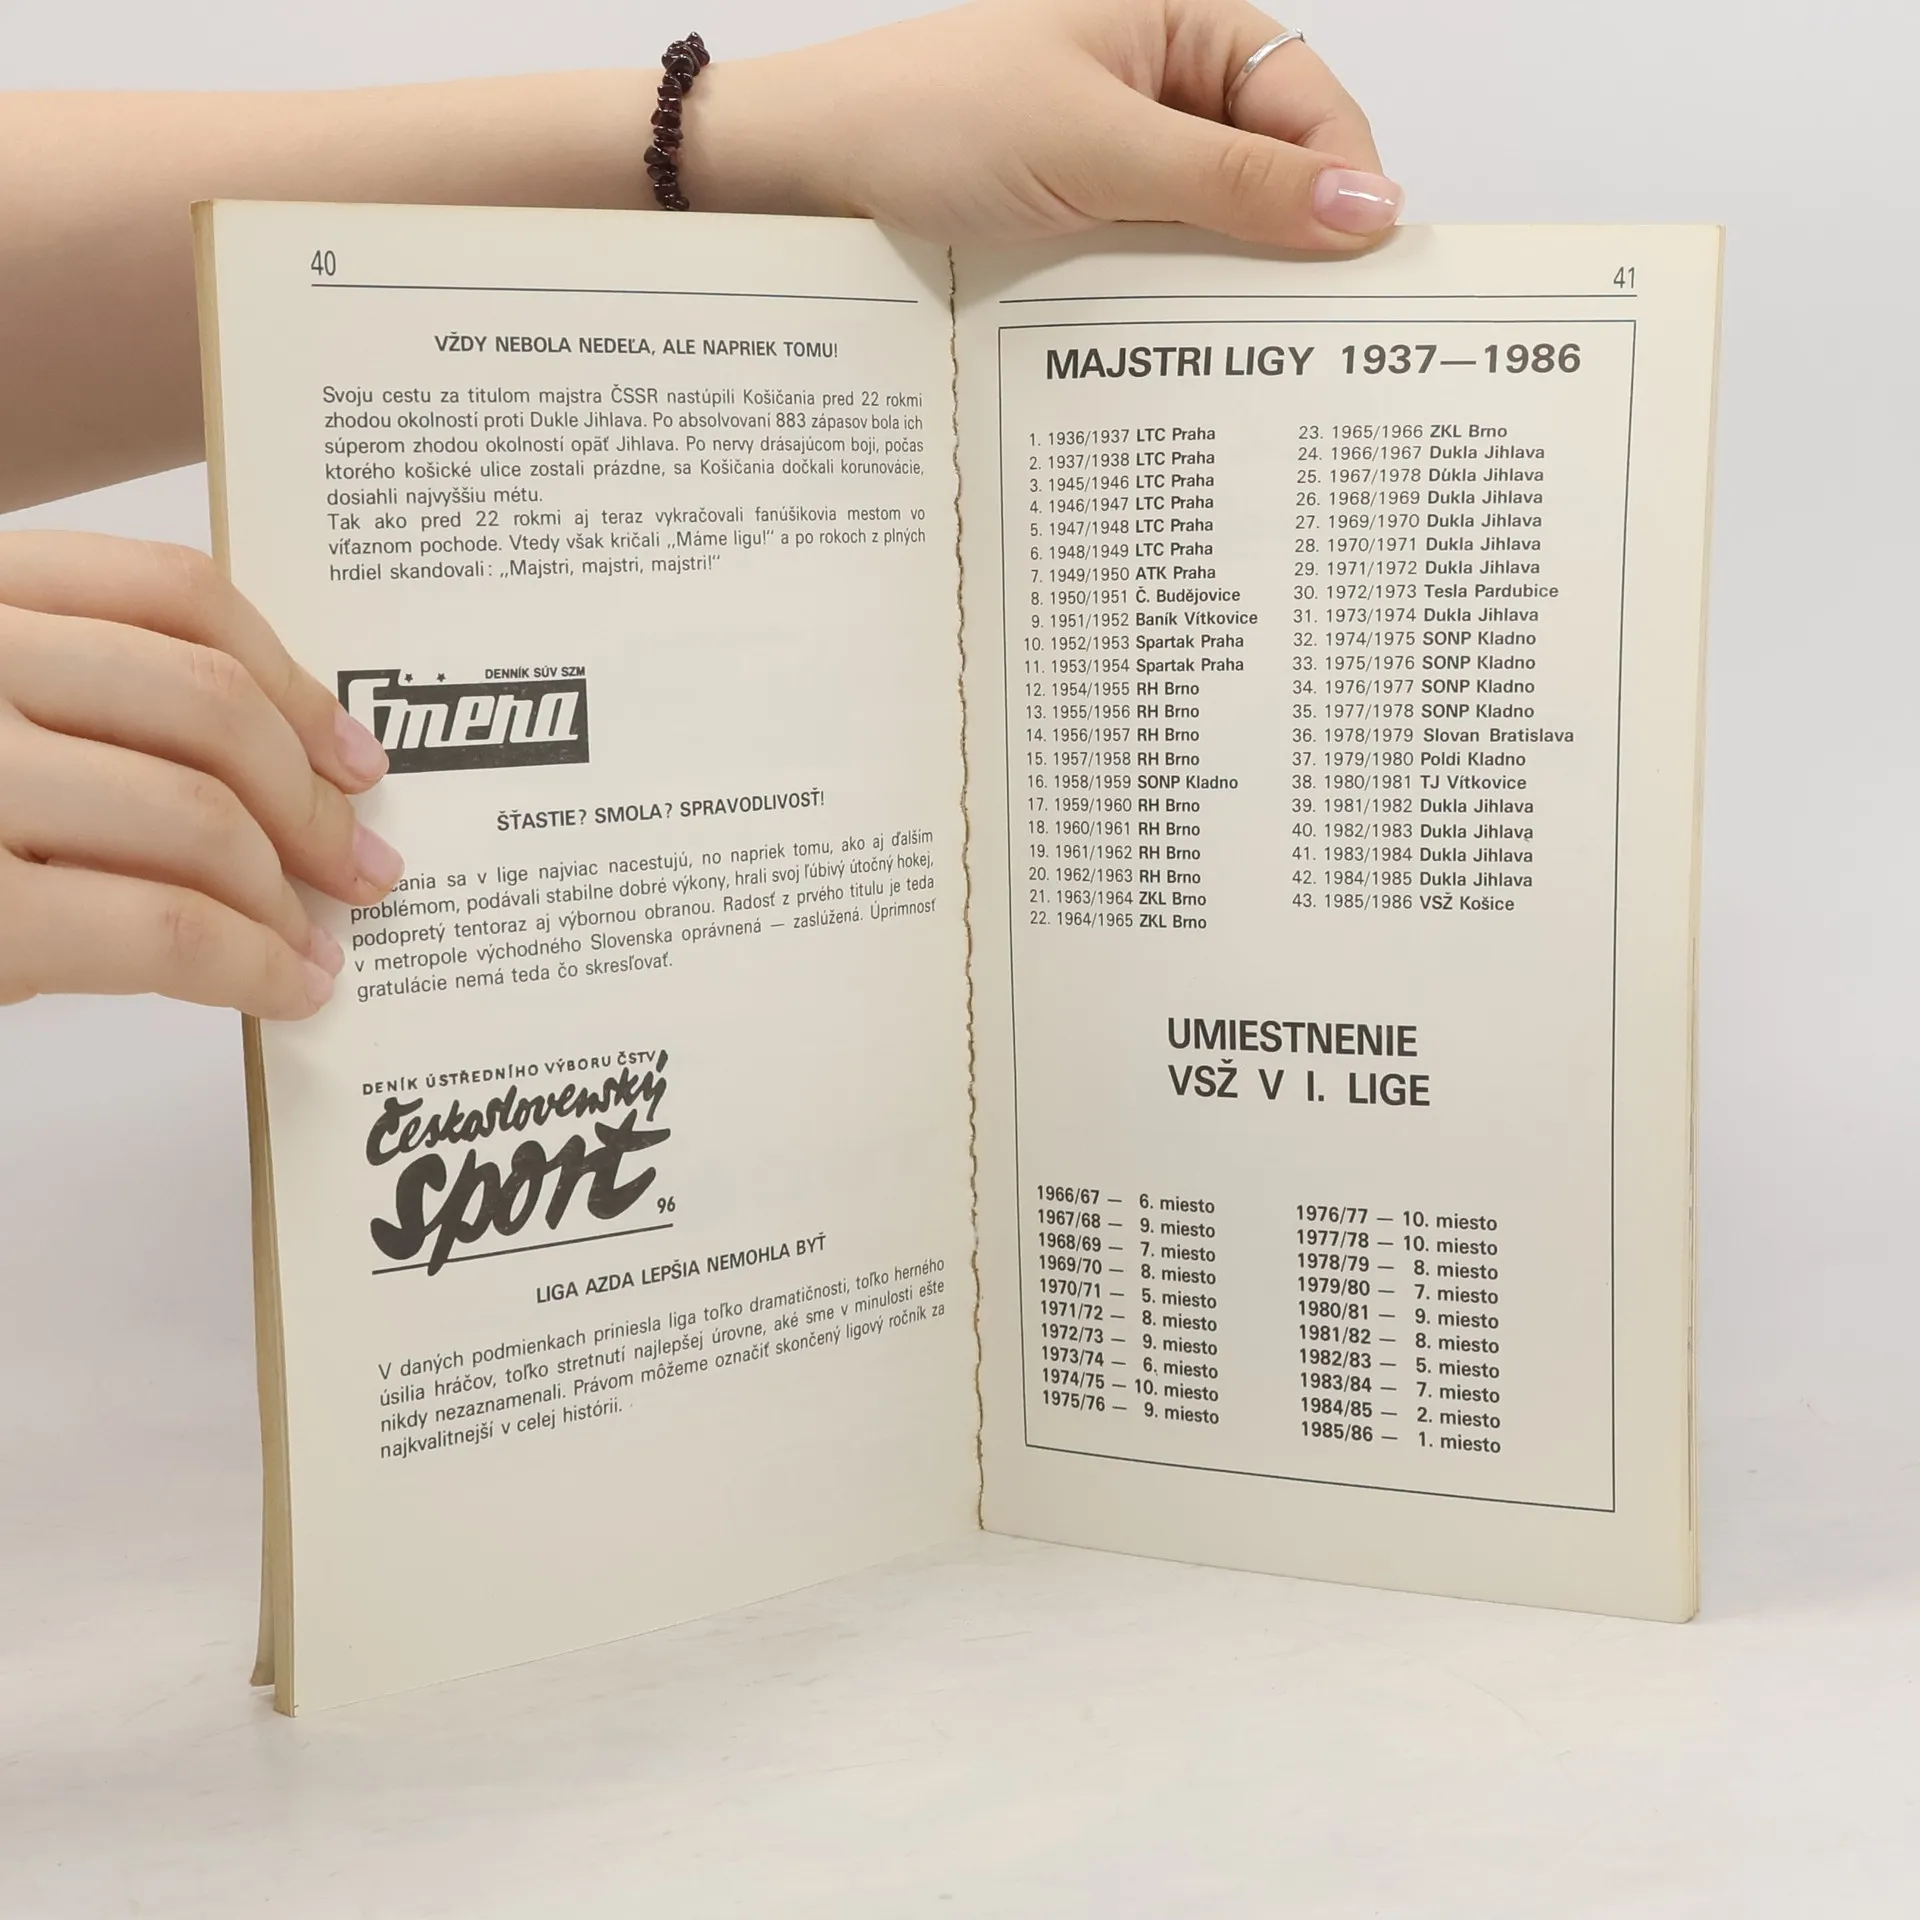 40
VŽDY NEBOLA NEDEĽA, ALE NAPRIEK TOMU!
Svoju cestu za titulom majstra ČSSR nastúpili Košičania pred 22 rokmi
zhodou okolností proti Dukle Jihlava. Po absolvovaní 883 zápasov bola ich
súperom zhodou okolností opäť Jihlava. Po nervy drásajúcom boji, počas
ktorého košické ulice zostali prázdne, sa Košičania dočkali korunovácie,
dosiahli najvyššiu métu.
Tak ako pred 22 rokmi aj teraz vykračovali fanúšikovia mestom vo
víťaznom pochode. Vtedy však kričali „Máme ligu!“ a po rokoch z plných
hrdiel skandovali: „Majstri, majstri, majstri!“
DENNÍK SÚV SZM
Smena
ŠŤASTIE? SMOLA? SPRAVODLIVOSŤ!
sa v lige najviac nacestujú, no napriek tomu, ako aj ďalším
problémom, podávali stabilne dobré výkony, hrali svoj ľúbivý útočný hokej,
podopretý tentoraz aj výbornou obranou. Radosť z prvého titulu je teda
v metropole východného Slovenska oprávnená — zaslúžená. Úprimnosť
gratulácie nemá teda čo skresľovať.
DENÍK ÚSTŘEDNÍHO VÝBORU ČSTV
Československý
sport
96
LIGA AZDA LEPŠIA NEMOHLA BYŤ
V daných podmienkach priniesla liga toľko dramatičnosti, toľko herného
úsilia hráčov, toľko stretnutí najlepšej úrovne, aké sme v minulosti ešte
nikdy nezaznamenali. Právom môžeme označiť skončený ligový ročník za
najkvalitnejší v celej histórii.
41
MAJSTRI LIGY 1937—1986
1. 1936/1937 LTC Praha
2. 1937/1938 LTC Praha
3. 1945/1946 LTC Praha
4. 1946/1947 LTC Praha
5. 1947/1948 LTC Praha
6. 1948/1949 LTC Praha
7. 1949/1950 ATK Praha
8. 1950/1951 Č. Budějovice
9. 1951/1952 Baník Vítkovice
10. 1952/1953 Spartak Praha
11. 1953/1954 Spartak Praha
12. 1954/1955 RH Brno
13. 1955/1956 RH Brno
14. 1956/1957 RH Brno
15. 1957/1958 RH Brno
16. 1958/1959 SONP Kladno
17. 1959/1960 RH Brno
18. 1960/1961 RH Brno
19. 1961/1962 RH Brno
20. 1962/1963 RH Brno
21. 1963/1964 ZKL Brno
22. 1964/1965 ZKL Brno
23. 1965/1966 ZKL Brno
24. 1966/1967 Dukla Jihlava
25. 1967/1978 Dukla Jihlava
26. 1968/1969 Dukla Jihlava
27. 1969/1970 Dukla Jihlava
28. 1970/1971 Dukla Jihlava
29. 1971/1972 Dukla Jihlava
30. 1972/1973 Tesla Pardubice
31. 1973/1974 Dukla Jihlava
32. 1974/1975 SONP Kladno
33. 1975/1976 SONP Kladno
34. 1976/1977 SONP Kladno
35. 1977/1978 SONP Kladno
36. 1978/1979 Slovan Bratislava
37. 1979/1980 Poldi Kladno
38. 1980/1981 TJ Vítkovice
39. 1981/1982 Dukla Jihlava
40. 1982/1983 Dukla Jihlava
41. 1983/1984 Dukla Jihlava
42. 1984/1985 Dukla Jihlava
43. 1985/1986 VSŽ Košice
UMIESTNENIE
VSŽ V I. LIGE
1966/67 — 6. miesto
1967/68 — 9. miesto
1968/69 — 7. miesto
1969/70 — 8. miesto
1970/71 — 5. miesto
1971/72 — 8. miesto
1972/73 — 9. miesto
1973/74 — 6. miesto
1974/75 — 10. miesto
1975/76 — 9. miesto
1976/77 — 10. miesto
1977/78 — 10. miesto
1978/79 — 8. miesto
1979/80 — 7. miesto
1980/81 — 9. miesto
1981/82 — 8. miesto
1982/83 — 5. miesto
1983/84 — 7. miesto
1984/85 — 2. miesto
1985/86 — 1. miesto